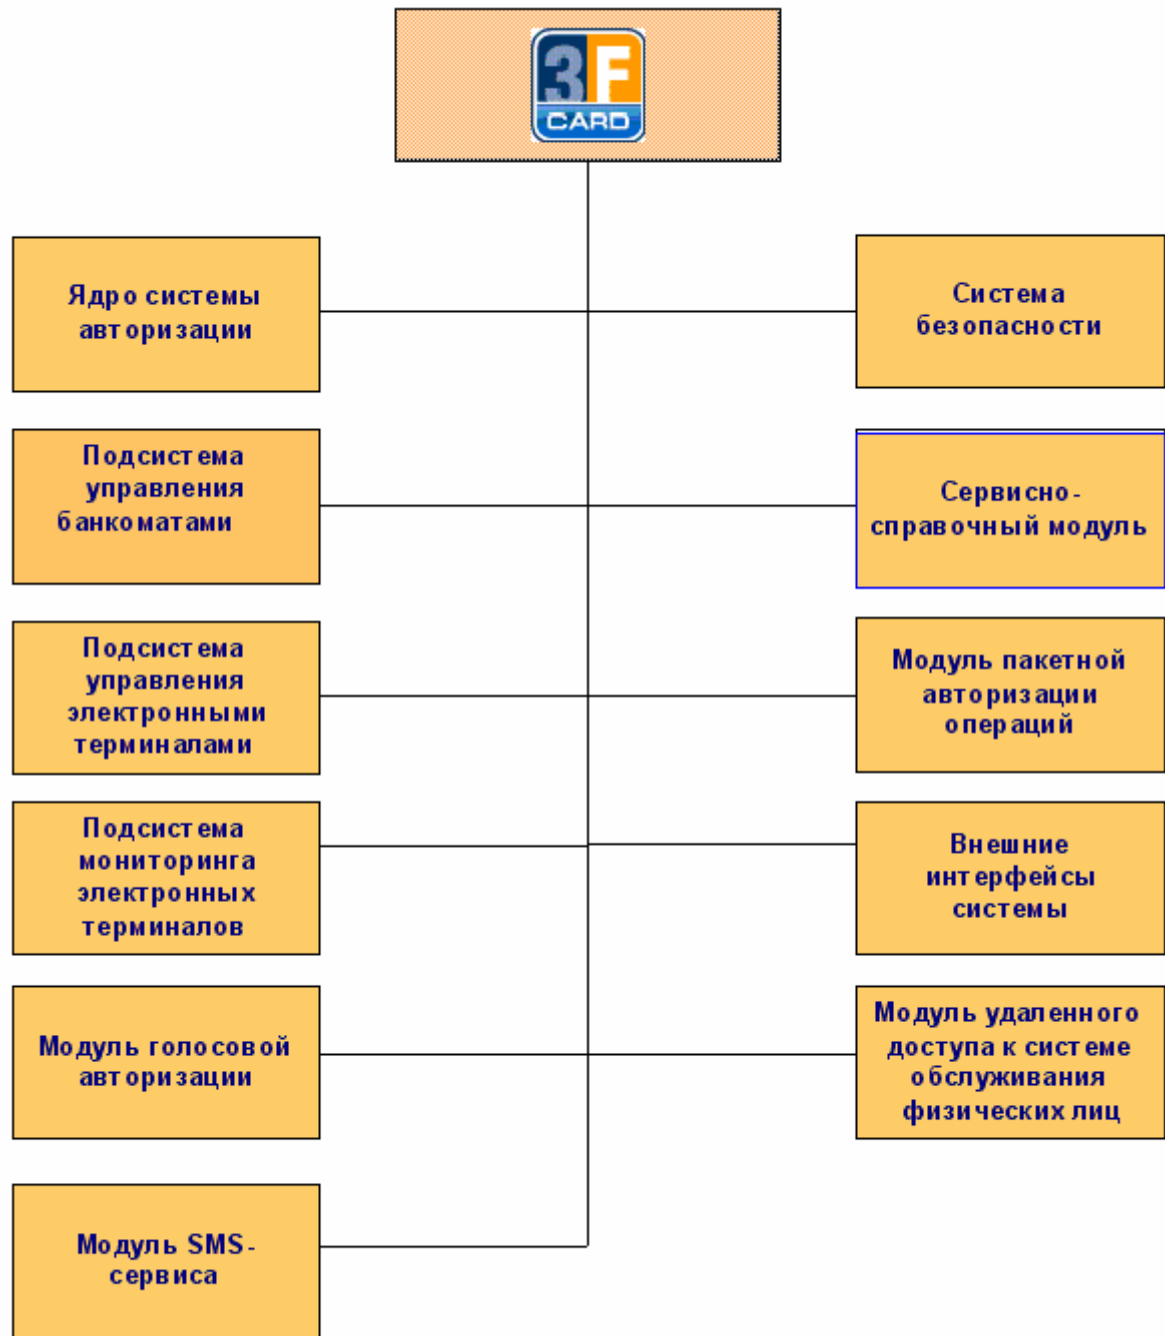 3F
CARD
Ядро системы
авторизации
Система
безопасности
Подсистема
управления
банкоматами
Сервисно-
справочный модуль
Подсистема
управления
электронными
терминалами
Модуль пакетной
авторизации
операций
Подсистема
мониторинга
электронных
терминалов
Внешние
интерфейсы
системы
Модуль голосовой
авторизации
Модуль удаленного
доступа к системе
обслуживания
физических лиц
Модуль SMS-
сервиса